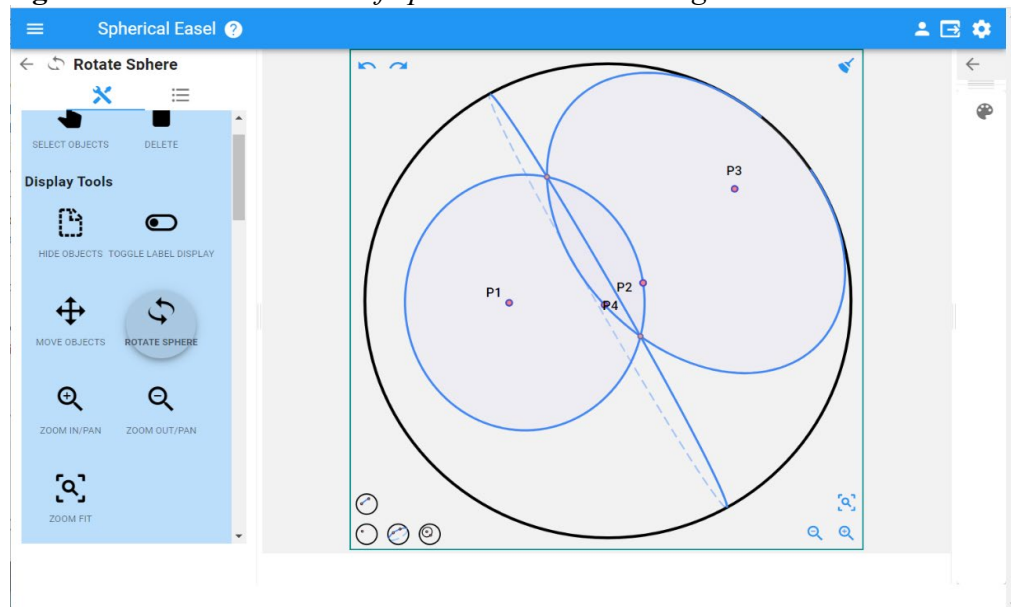 Spherical Easel ?
Rotate Sphere
SELECT OBJECTS DELETE
Display Tools
HIDE OBJECTS TOGGLE LABEL DISPLAY
MOVE OBJECTS ROTATE SPHERE
ZOOM IN/PAN ZOOM OUT/PAN
ZOOM FIT
P3
P1
P2
P4